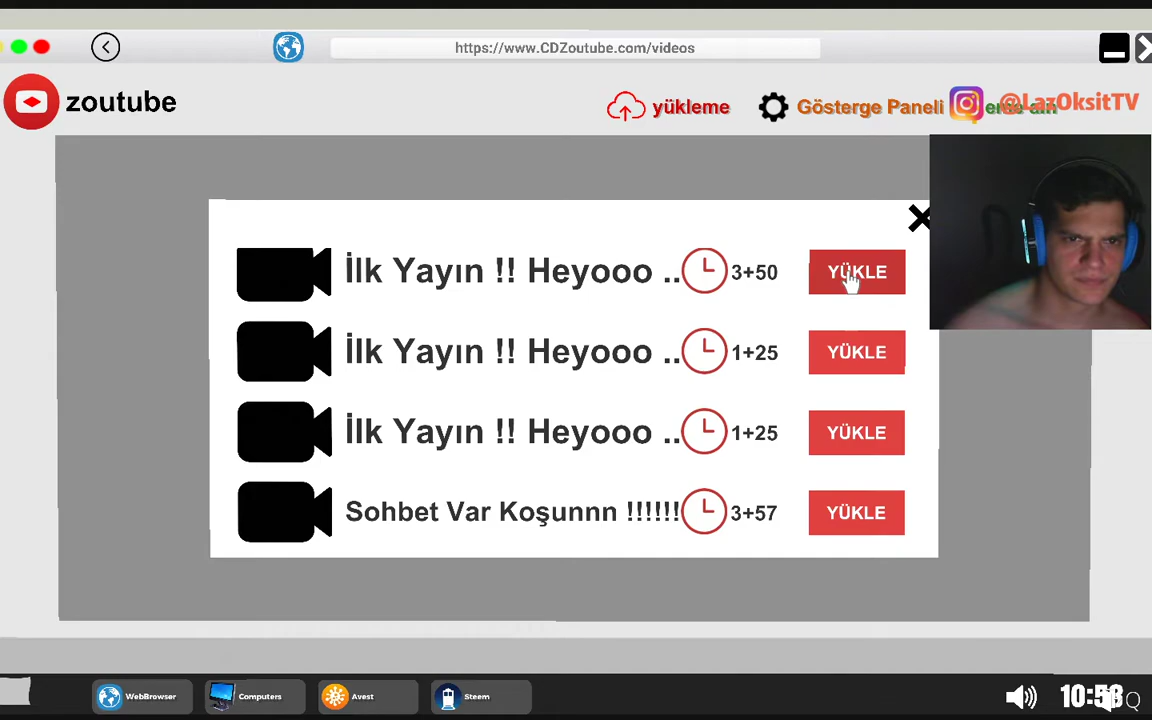 https://www.CDZoutube.com/videos
zoutube
yükleme
Gösterge Paneli
@LazOksitTV
İlk Yayın !! Heyooo .. 3+50 YÜKLE
İlk Yayın !! Heyooo .. 1+25 YÜKLE
İlk Yayın !! Heyooo .. 1+25 YÜKLE
Sohbet Var Koşunnn !!!!!! 3+57 YÜKLE
WebBrowser Computers Avest Steem 10:58